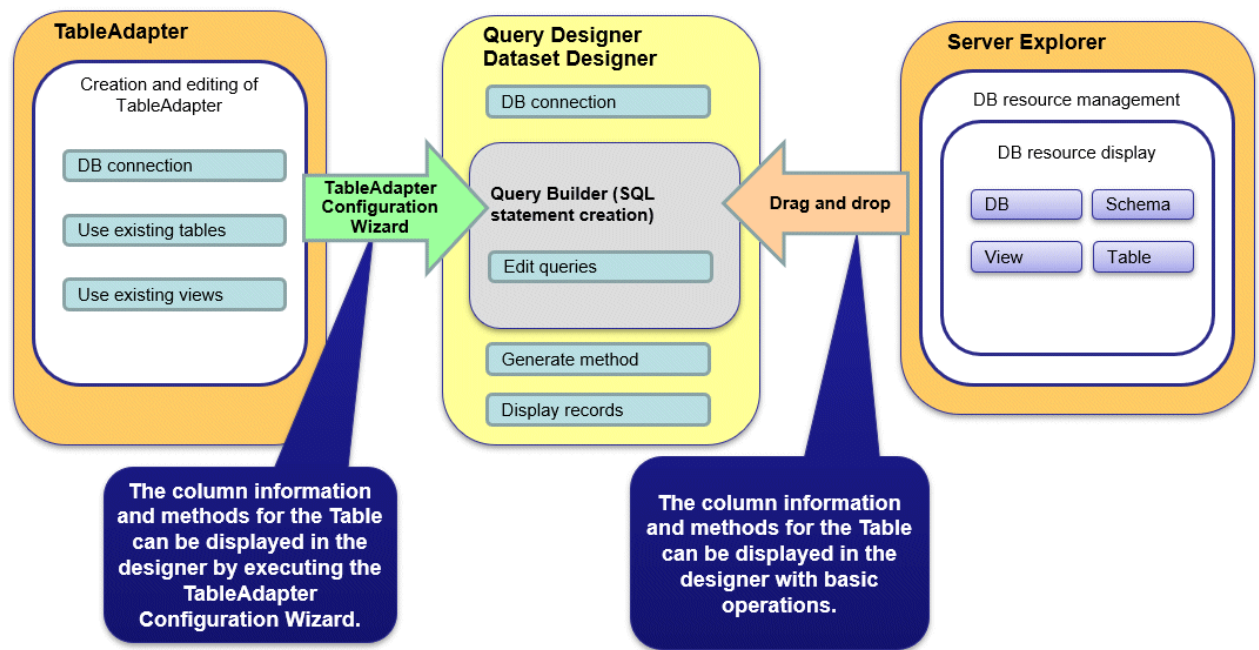 TableAdapter
Creation and editing of
TableAdapter
DB connection
Use existing tables
Use existing views
TableAdapter
Configuration
Wizard
Query Designer
Dataset Designer
DB connection
Query Builder (SQL
statement creation)
Edit queries
Generate method
Display records
Drag and drop
Server Explorer
DB resource management
DB resource display
DB
Schema
View
Table
The column information
and methods for the Table
can be displayed in the
designer by executing the
TableAdapter
Configuration Wizard.
The column information
and methods for the Table
can be displayed in the
designer with basic
operations.